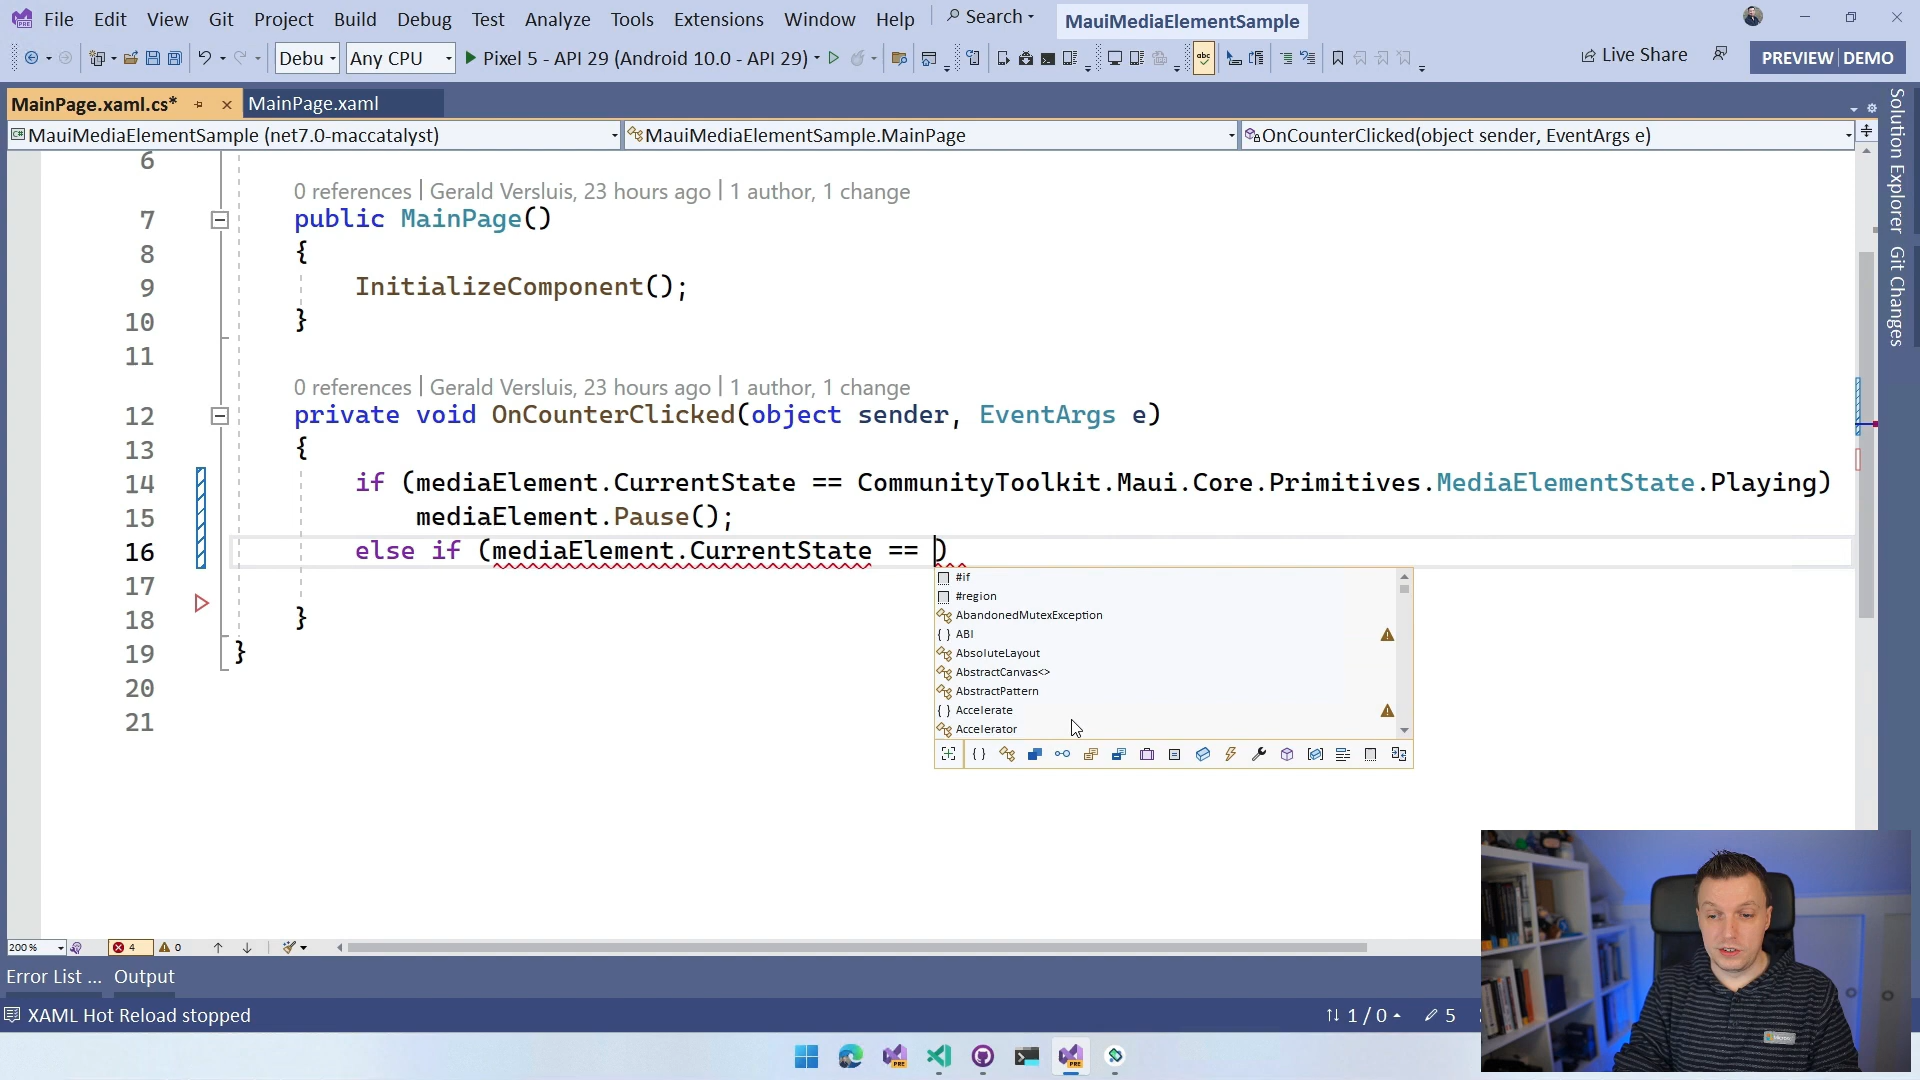 File Edit View Git Project Build Debug Test Analyze Tools Extensions Window Help Search MauiMediaElementSample
Debu Any CPU Pixel 5 - API 29 (Android 10.0 - API 29) abc Live Share PREVIEW DEMO
MainPage.xaml.cs* MainPage.xaml
MauiMediaElementSample (net7.0-maccatalyst) MauiMediaElementSample.MainPage OnCounterClicked(object sender, EventArgs e)
Solution Explorer
Git Changes
6
0 references | Gerald Versluis, 23 hours ago | 1 author, 1 change
7 public MainPage()
8 {
9 InitializeComponent();
10 }
11
0 references | Gerald Versluis, 23 hours ago | 1 author, 1 change
12 private void OnCounterClicked(object sender, EventArgs e)
13 {
14 if (mediaElement.CurrentState == CommunityToolkit.Maui.Core.Primitives.MediaElementState.Playing)
15 mediaElement.Pause();
16 else if (mediaElement.CurrentState == )
17
18 }
19 }
20
21
#if
#region
AbandonedMutexException
{ } ABI
AbsoluteLayout
AbstractCanvas<>
AbstractPattern
{ } Accelerate
Accelerator
200 % 4 0
Error List ... Output
XAML Hot Reload stopped 1 / 0 5
PRE PRE